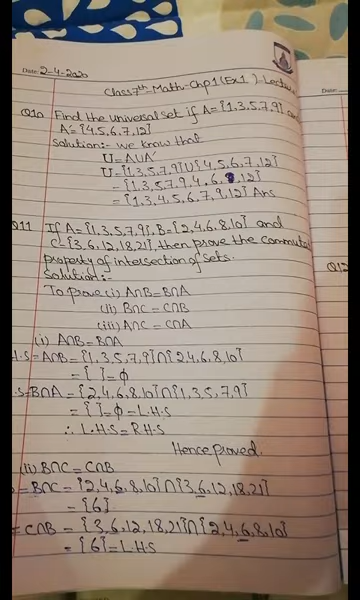 Date: 2-4-2020
Class 7th - Math - Chp 1 (Ex 1) - Lecture
Q10 Find the universal set if A = {1,3,5,7,9} and
A' = {4,5,6,7,12}
Solution:- we know that
U = A∪A'
U = {1,3,5,7,9}∪{4,5,6,7,12}
= {1,3,5,7,9,4,6,12}
= {1,3,4,5,6,7,9,12} Ans
Q11 If A = {1,3,5,7,9}, B = {2,4,6,8,10} and
C = {3,6,12,18,21}, then prove the commuta
property of intersection of sets.
Solution:-
To prove (i) A∩B = B∩A
(ii) B∩C = C∩B
(iii) A∩C = C∩A
(i) A∩B = B∩A
H.S = A∩B = {1,3,5,7,9}∩{2,4,6,8,10}
= { } = ϕ
.S = B∩A = {2,4,6,8,10}∩{1,3,5,7,9}
= { } = ϕ = L.H.S
∴ L.H.S = R.H.S
Hence proved.
(ii) B∩C = C∩B
= B∩C = {2,4,6,8,10}∩{3,6,12,18,21}
= {6}
= C∩B = {3,6,12,18,21}∩{2,4,6,8,10}
= {6} = L.H.S
Date:
Q12